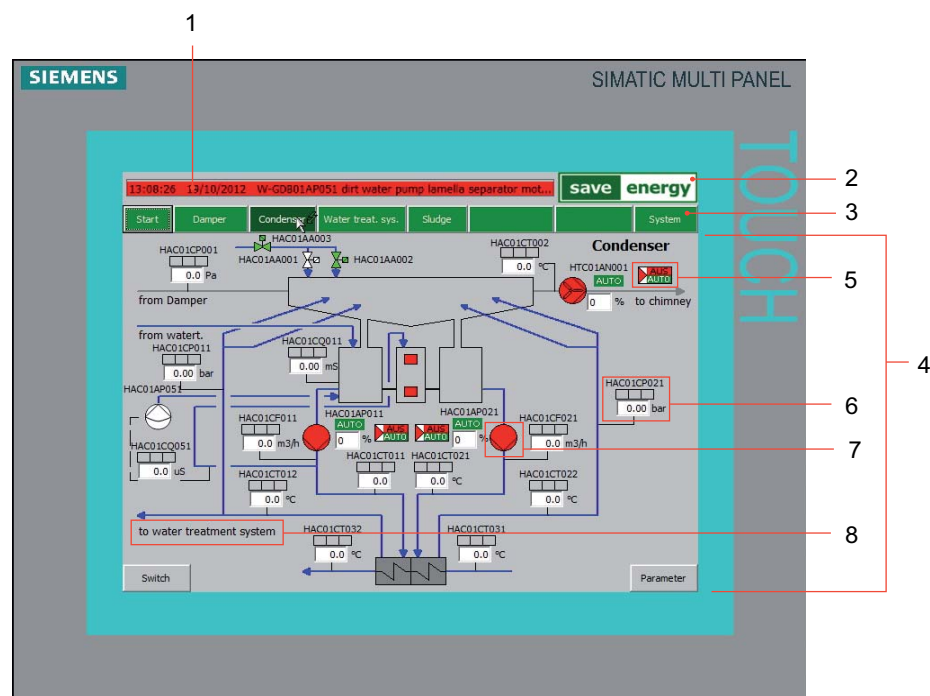 1
SIEMENS
SIMATIC MULTI PANEL
TOUCH
13:08:26 19/10/2012 W-GDB01AP051 dirt water pump lamella separator mot...
save energy
2
Start Damper Condenser Water treat. sys. Sludge System
3
HAC01AA003
HAC01CP001
0.0 Pa
HAC01AA001
HAC01AA002
HAC01CT002
0.0 °C
Condenser
HTC01AN001
AUTO
AUS
AUTO
5
0 % to chimney
from Damper
from watert.
HAC01CP011
0.00 bar
HAC01CQ011
0.00 mS
4
HAC01AP051
HAC01CP021
0.00 bar
6
HAC01CF011
0.0 m3/h
HAC01AP011
AUTO
0 %
AUS
AUTO
AUS
AUTO
HAC01AP021
AUTO
0 %
HAC01CF021
0.0 m3/h
7
HAC01CQ051
0.0 uS
HAC01CT011
0.0
HAC01CT021
0.0 °C
HAC01CT012
0.0 °C
HAC01CT022
0.0 °C
to water treatment system
8
HAC01CT032
0.0 °C
HAC01CT031
0.0 °C
Switch
Parameter